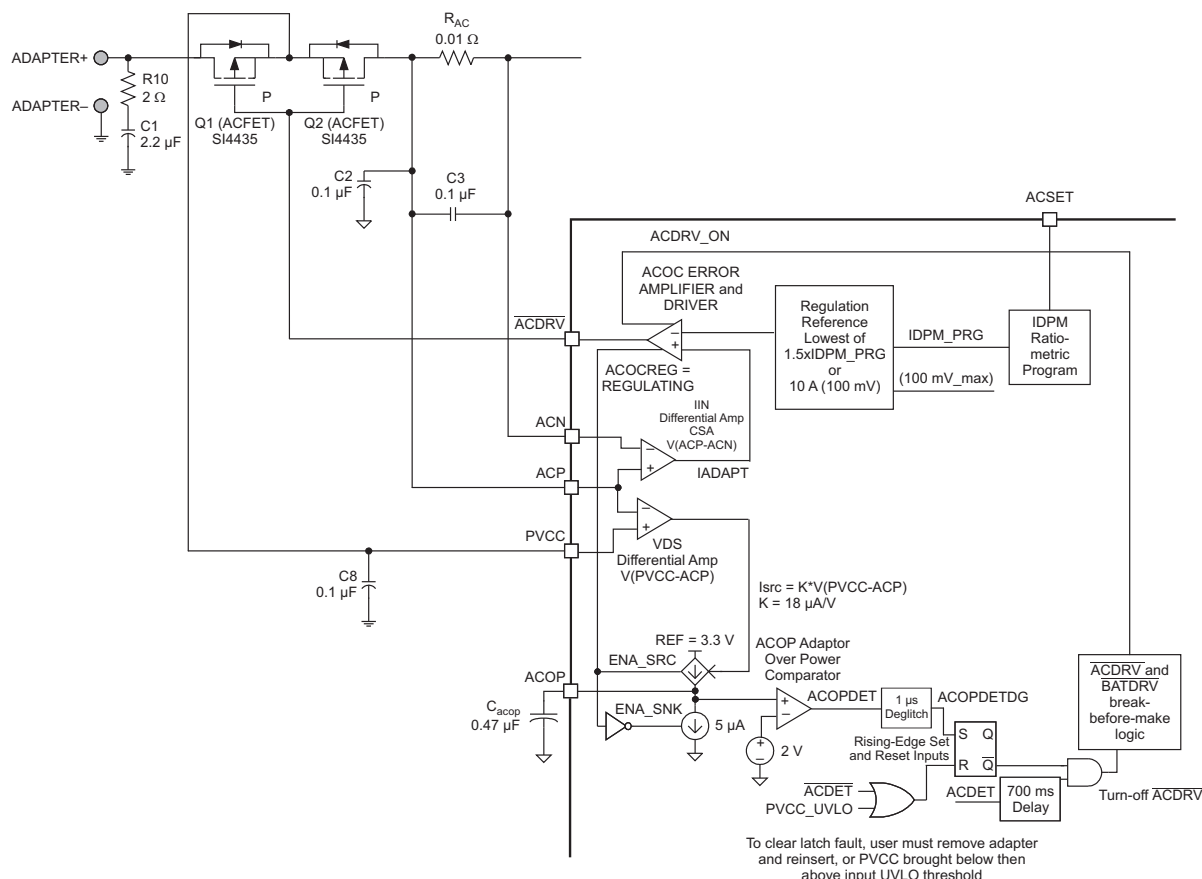 R_AC
0.01 Ω
ADAPTER+
R10
2 Ω
ADAPTER–
C1
2.2 µF
P
Q1 (ACFET)
SI4435
P
Q2 (ACFET)
SI4435
C2
0.1 µF
C3
0.1 µF
ACSET
ACDRV_ON
ACOC ERROR
AMPLIFIER and
DRIVER
ACDRV
–
+
Regulation
Reference
Lowest of
1.5xIDPM_PRG
or
10 A (100 mV)
IDPM_PRG
(100 mV_max)
IDPM
Ratio-
metric
Program
ACOCREG =
REGULATING
IIN
Differential Amp
CSA
V(ACP-ACN)
ACN
–
+
IADAPT
ACP
–
+
PVCC
VDS
Differential Amp
V(PVCC-ACP)
C8
0.1 µF
Isrc = K*V(PVCC-ACP)
K = 18 µA/V
REF = 3.3 V
ENA_SRC
ACOP Adaptor
Over Power
Comparator
ACOP
C_acop
0.47 µF
ENA_SNK
5 µA
+
–
+
–
2 V
ACOPDET
1 µs
Deglitch
ACOPDETDG
Rising-Edge Set
and Reset Inputs
S Q
R Q
ACDRV and
BATDRV
break-
before-make
logic
ACDET
PVCC_UVLO
ACDET
700 ms
Delay
Turn-off ACDRV
To clear latch fault, user must remove adapter
and reinsert, or PVCC brought below then
above input UVLO threshold